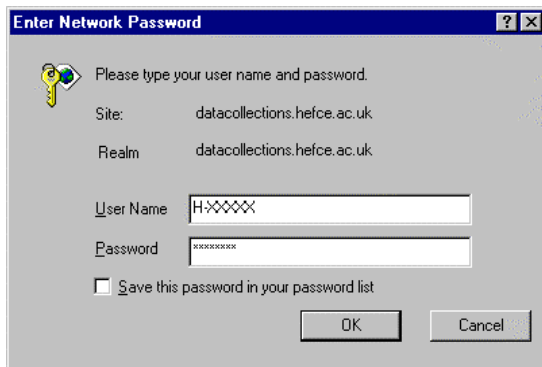 Enter Network Password
Please type your user name and password.
Site: datacollections.hefce.ac.uk
Realm datacollections.hefce.ac.uk
User Name H-XXXXX
Password ********
Save this password in your password list
OK Cancel